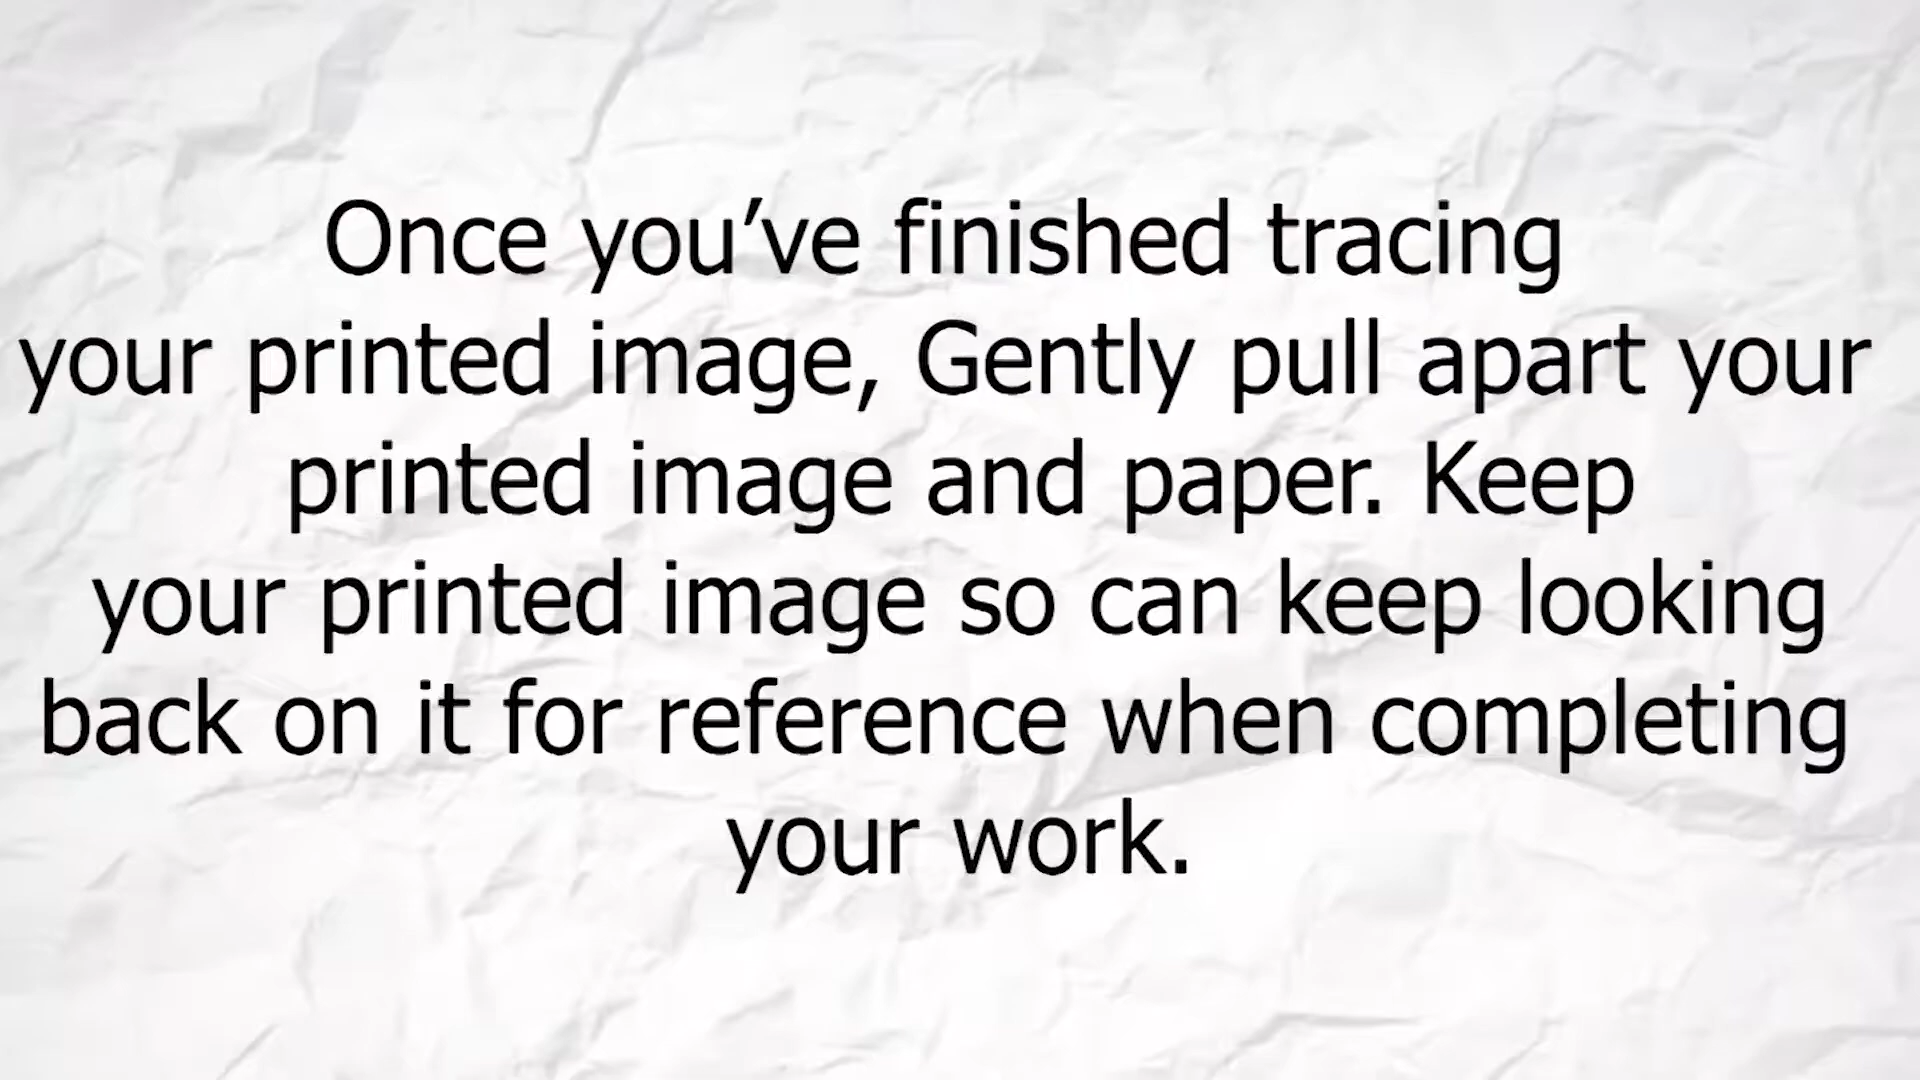 Once you’ve finished tracing
your printed image, Gently pull apart your
printed image and paper. Keep
your printed image so can keep looking
back on it for reference when completing
your work.